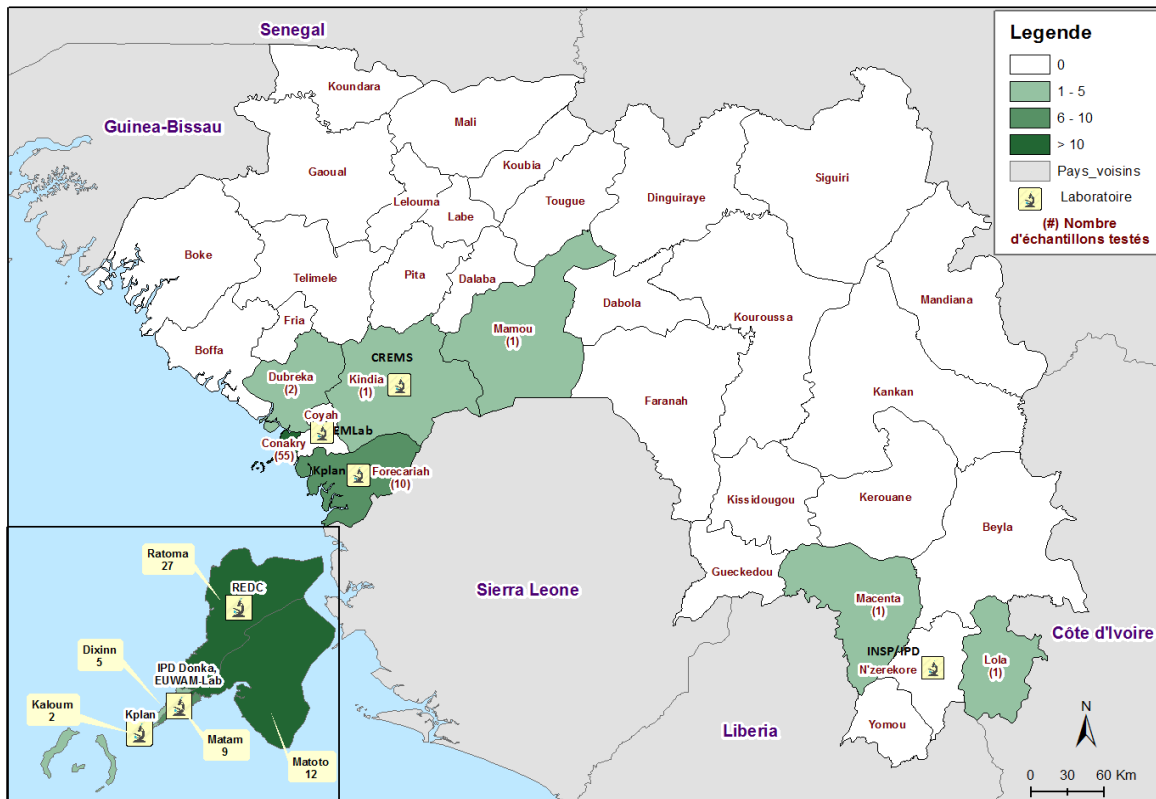 Senegal
Legende
0
1 - 5
6 - 10
> 10
Pays_voisins
Laboratoire
(#) Nombre
d'échantillons testés
Koundara
Guinea-Bissau
Mali
Gaoual
Koubia
Siguiri
Lelouma
Labe
Tougue
Dinguiraye
Boke
Telimele
Pita
Dalaba
Dabola
Mandiana
Fria
Kouroussa
Boffa
Mamou
(1)
CREMS
Kindia
(1)
Dubreka
(2)
Kankan
Faranah
Coyah
EMLab
Conakry
(55)
Kplan
Forecariah
(10)
Kissidougou
Kerouane
Beyla
Gueckedou
Sierra Leone
Macenta
(1)
Côte d'Ivoire
INSP/IPD
N'zerekore
Lola
(1)
Yomou
Liberia
N
0 30 60 Km
Ratoma
27
REDC
Dixinn
5
IPD Donka,
EUWAM-Lab
Kaloum
2
Kplan
Matam
9
Matoto
12